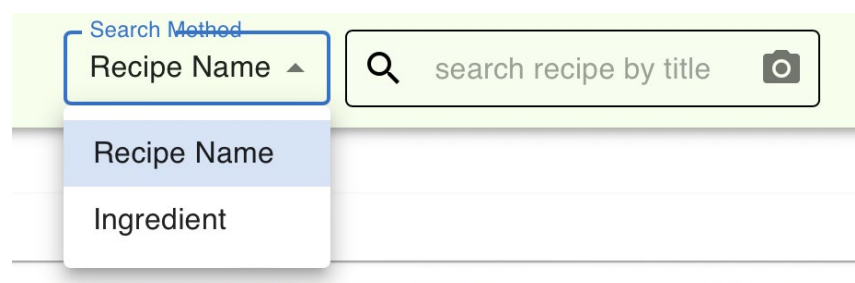 Search Method
Recipe Name
search recipe by title
Recipe Name
Ingredient